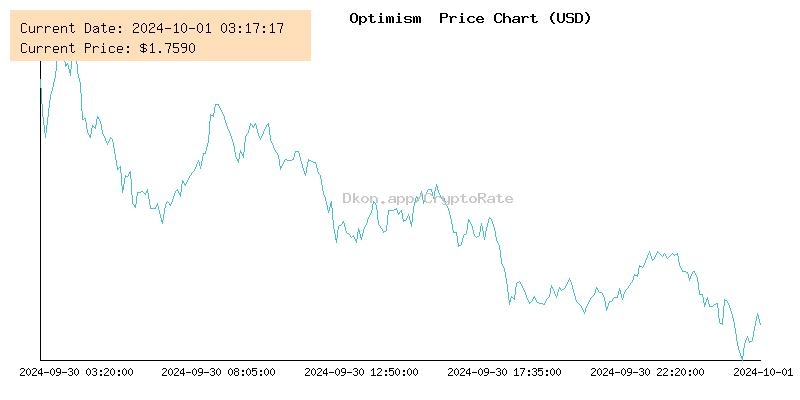 Optimism  Price Chart (USD)
Current Date: 2024-10-01 03:17:17
Current Price: $1.7590
Dkon.app/CryptoRate
2024-09-30 03:20:00 2024-09-30 08:05:00 2024-09-30 12:50:00 2024-09-30 17:35:00 2024-09-30 22:20:00 2024-10-01